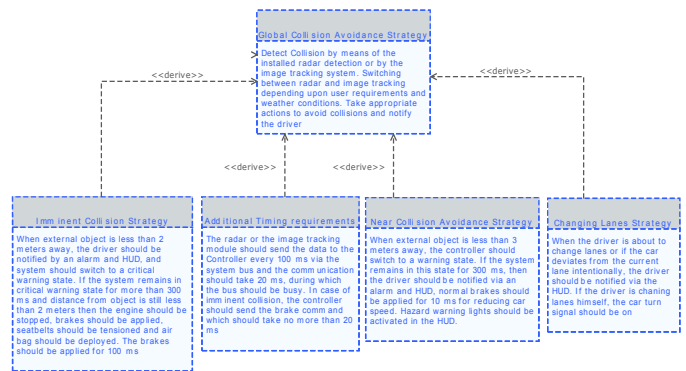 Global Collision Avoidance Strategy
Detect Collision by means of the
installed radar detection or by the
image tracking system. Switching
between radar and image tracking
depending upon user requirements and
weather conditions. Take appropriate
actions to avoid collisions and notify
the driver
<<derive>>
<<derive>>
<<derive>>
<<derive>>
Imminent Collision Strategy
When external object is less than 2
meters away, the driver should be
notified by an alarm and HUD, and
system should switch to a critical
warning state. If the system remains in
critical warning state for more than 300
ms and distance from object is still less
than 2 meters then the engine should be
stopped, brakes should be applied,
seatbelts should be tensioned and air
bag should be deployed. The brakes
should be applied for 100 ms
Additional Timing requirements
The radar or the image tracking
module should send the data to the
Controller every 100 ms via the
system bus and the communication
should take 20 ms, during which
the bus should be busy. In case of
imminent collision, the controller
should send the brake command
which should take no more than 20
ms
Near Collision Avoidance Strategy
When external object is less than 3
meters away, the controller should
switch to a warning state. If the system
remains in this state for 300 ms, then
the driver should be notified via an
alarm and HUD, normal brakes should
be applied for 10 ms for reducing car
speed. Hazard warning lights should be
activated in the HUD.
Changing Lanes Strategy
When the driver is about to
change lanes or if the car
deviates from the current
lane intentionally, the driver
should be notified via the
HUD. If the driver is chaning
lanes himself, the car turn
signal should be on